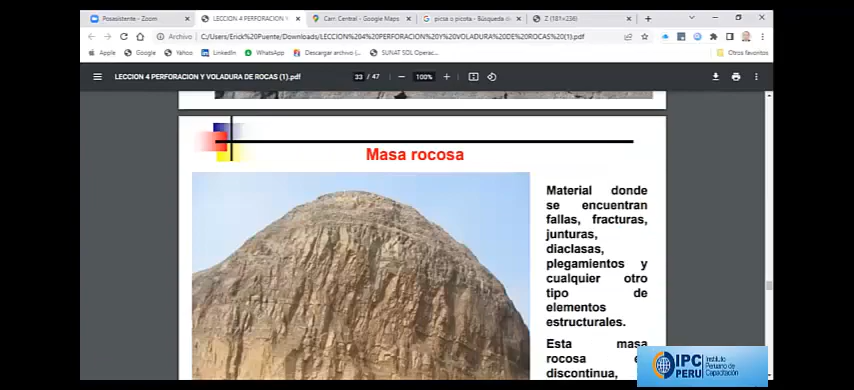 Posasistente - Zoom
LECCION 4 PERFORACION Y V
Carr. Central - Google Maps
Z (181×236)
Archivo
C:/Users/Erick%20Puente/Downloads/LECCION%204%20PERFORACION%20Y%20VOLADURA%20DE%20ROCAS%20(1).pdf
Apple
Google
Yahoo
LinkedIn
WhatsApp
Descargar archivo |...
SUNAT SOL Operac...
Otros favoritos
LECCION 4 PERFORACION Y VOLADURA DE ROCAS (1).pdf
33 / 47
100%
Masa rocosa
Material donde
se encuentran
fallas, fracturas,
junturas,
diaclasas,
plegamientos y
cualquier otro
tipo de
elementos
estructurales.
Esta masa
rocosa e
discontinua,
IPC
PERU
Instituto
Peruano de
Capacitación